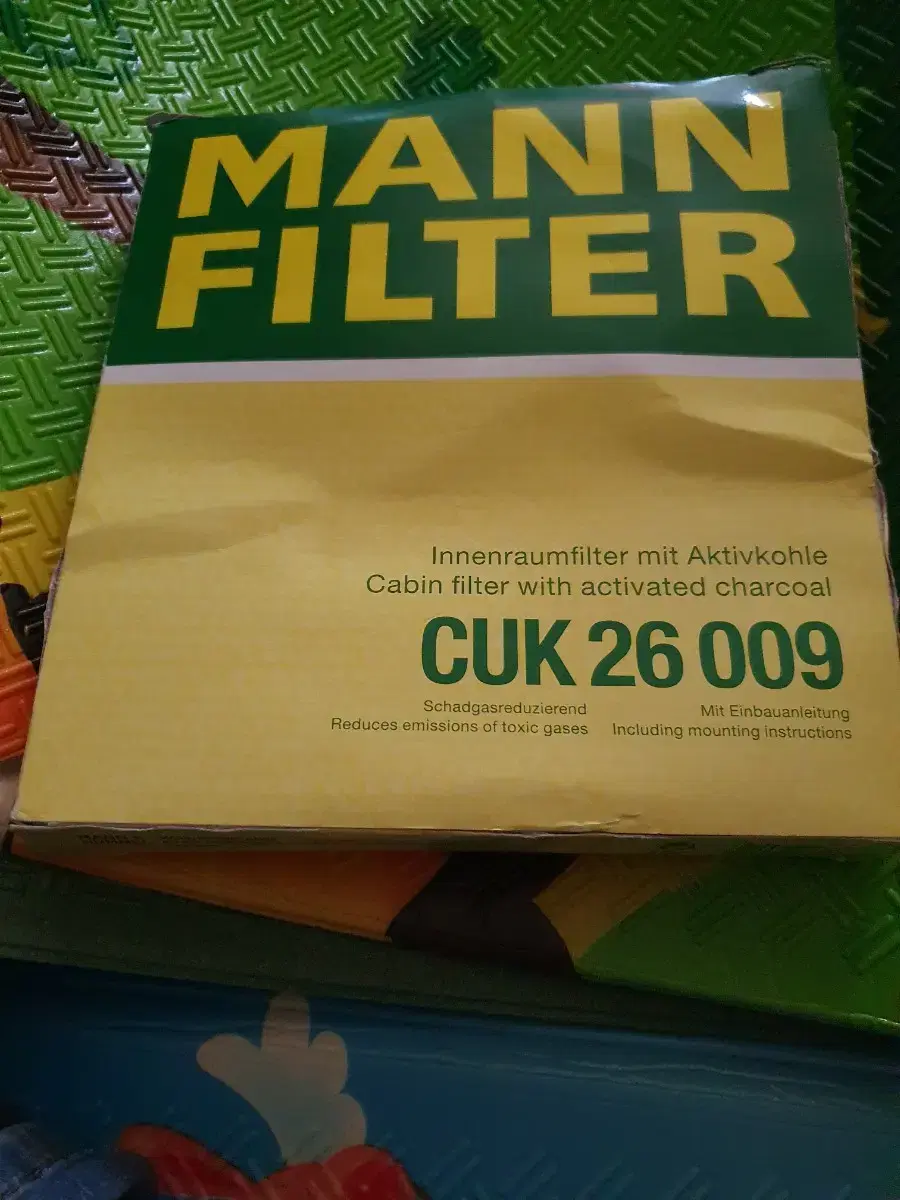 MANN
FILTER
Innenraumfilter mit Aktivkohle
Cabin filter with activated charcoal
CUK 26 009
Schadgasreduzierend
Reduces emissions of toxic gases
Mit Einbauanleitung
Including mounting instructions